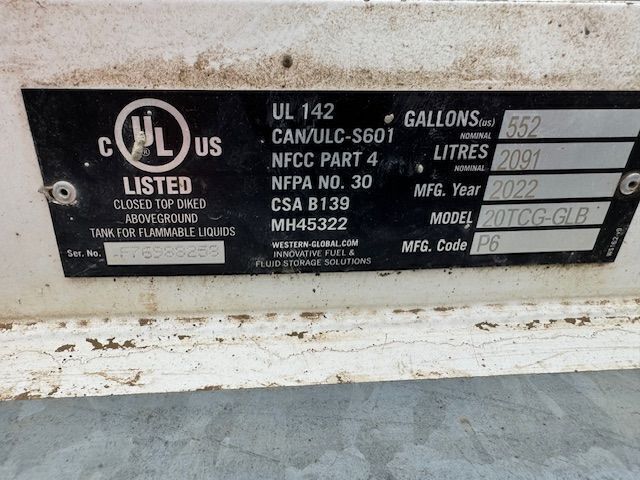 C UL US
LISTED
CLOSED TOP DIKED
ABOVEGROUND
TANK FOR FLAMMABLE LIQUIDS
Ser. No. F76988258
UL 142
CAN/ULC-S601
NFCC PART 4
NFPA NO. 30
CSA B139
MH45322
WESTERN-GLOBAL.COM
INNOVATIVE FUEL &
FLUID STORAGE SOLUTIONS
GALLONS (US) 552
NOMINAL
LITRES 2091
NOMINAL
MFG. Year 2022
MODEL 20TCG-GLB
MFG. Code P6